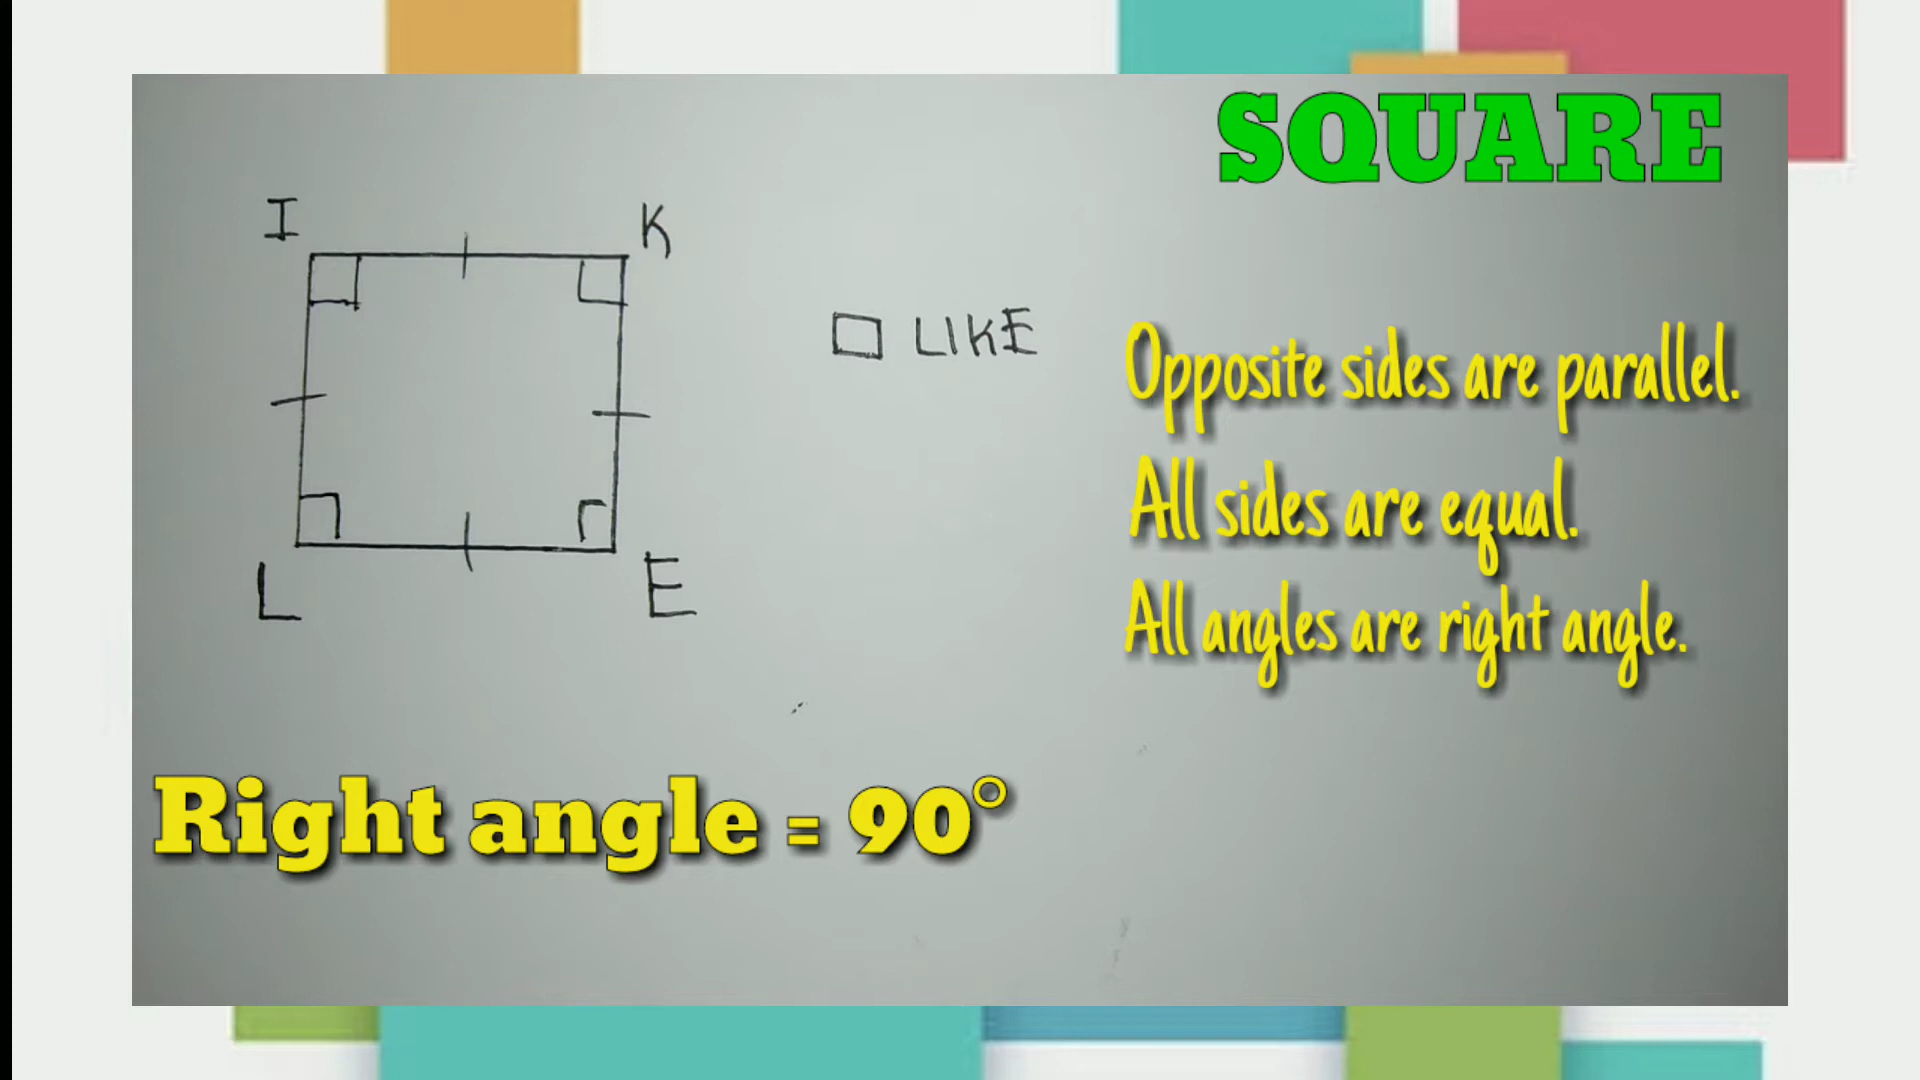 SQUARE
I
K
□ LIKE
L
E
Opposite sides are parallel.
All sides are equal.
All angles are right angle.
Right angle = 90°